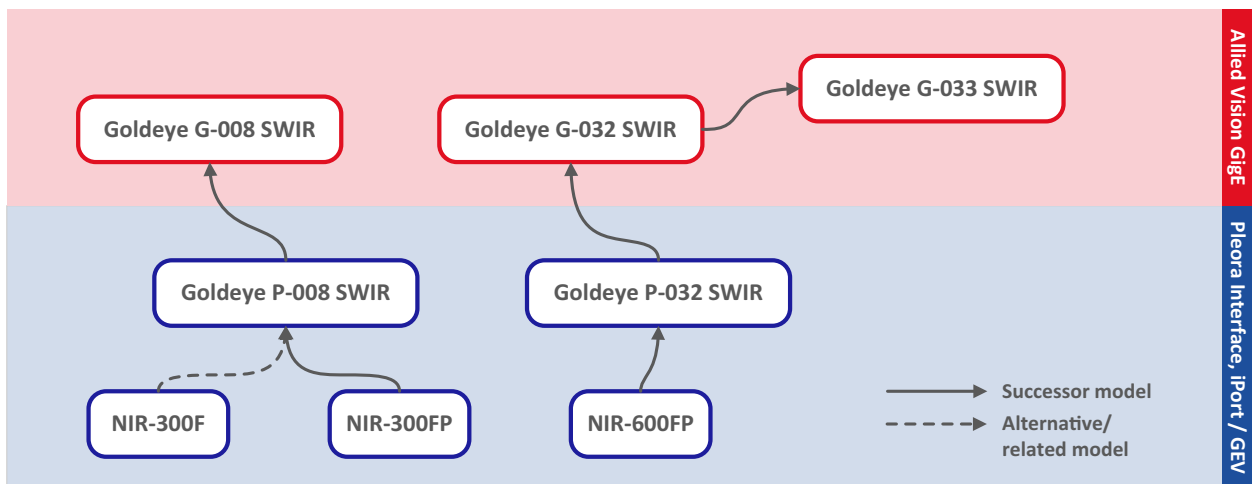 Goldeye G-033 SWIR
Goldeye G-008 SWIR
Goldeye G-032 SWIR
Allied Vision GigE
Goldeye P-008 SWIR
Goldeye P-032 SWIR
NIR-300F
NIR-300FP
NIR-600FP
Successor model
Alternative/
related model
Pleora Interface, iPort / GEV